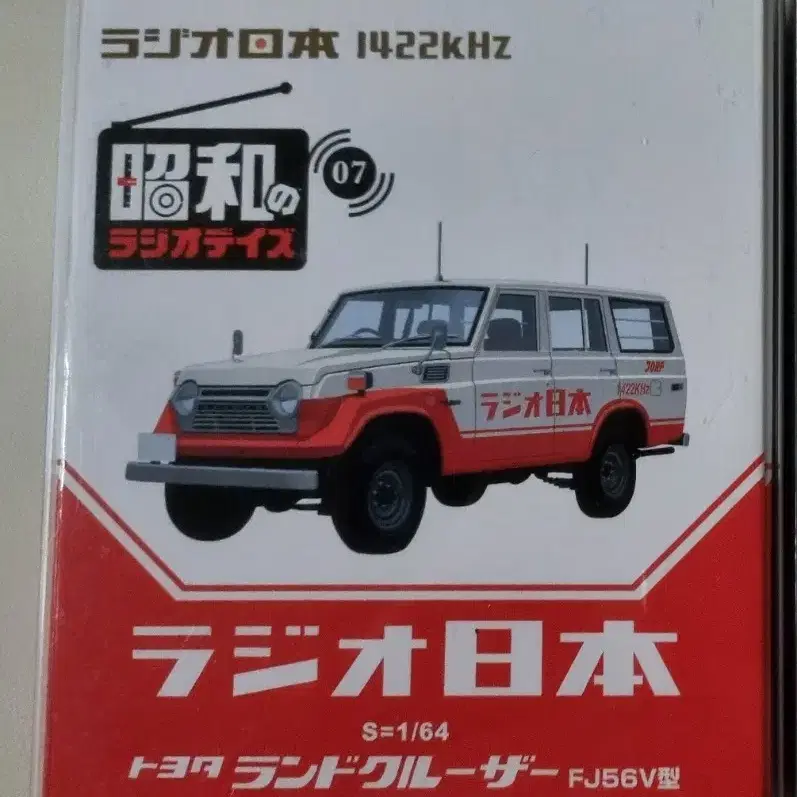 ラジオ日本 1422kHz
昭和の
07
ラジオデイズ
JORF
1422KHz
ラジオ日本
ラジオ日本
S=1/64
トヨタ ランドクルーザー FJ56V型